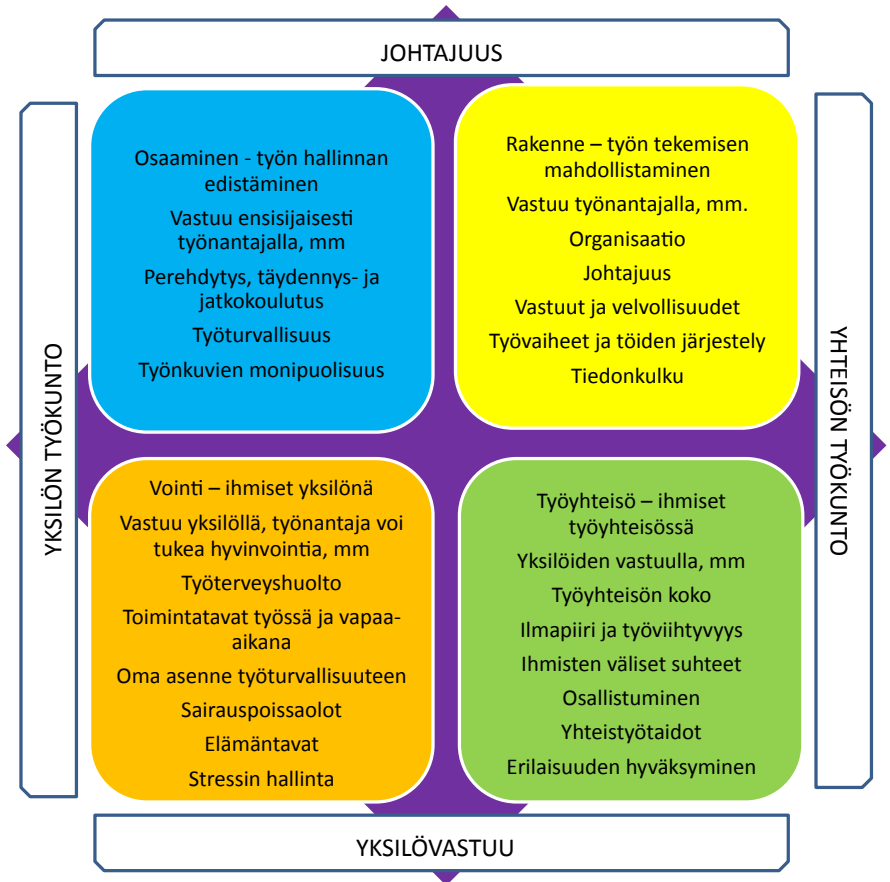 JOHTAJUUS
YKSILÖN TYÖKUNTO
Osaaminen - työn hallinnan
edistäminen
Vastuu ensisijaisesti
työnantajalla, mm
Perehdytys, täydennys- ja
jatkokoulutus
Työturvallisuus
Työnkuvien monipuolisuus
Rakenne – työn tekemisen
mahdollistaminen
Vastuu työnantajalla, mm.
Organisaatio
Johtajuus
Vastuut ja velvollisuudet
Työvaiheet ja töiden järjestely
Tiedonkulku
YHTEISÖN TYÖKUNTO
Vointi – ihmiset yksilönä
Vastuu yksilöllä, työnantaja voi
tukea hyvinvointia, mm
Työterveyshuolto
Toimintatavat työssä ja vapaa-
aikana
Oma asenne työturvallisuuteen
Sairauspoissaolot
Elämäntavat
Stressin hallinta
Työyhteisö – ihmiset
työyhteisössä
Yksilöiden vastuulla, mm
Työyhteisön koko
Ilmapiiri ja työviihtyvyys
Ihmisten väliset suhteet
Osallistuminen
Yhteistyötaidot
Erilaisuuden hyväksyminen
YKSILÖVASTUU